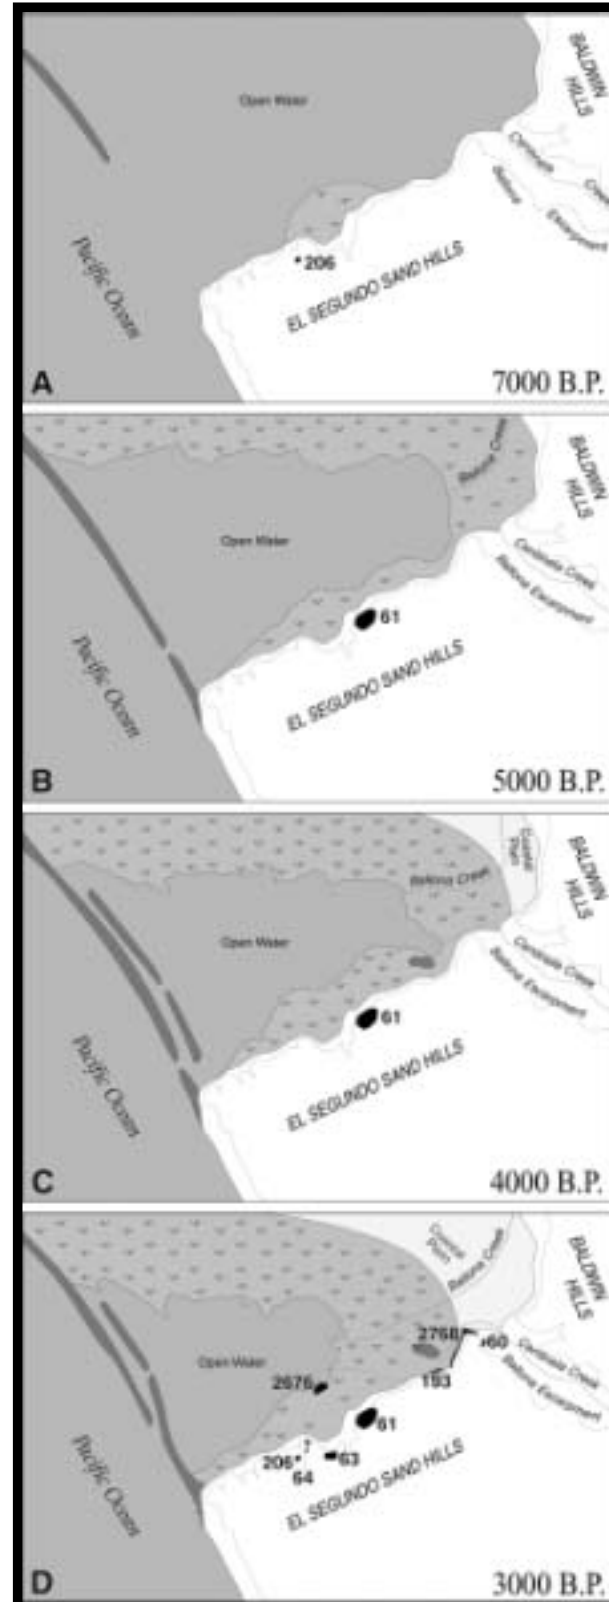 Open Water
BALDWIN
HILLS
Centinela Creek
Ballona Escarpment
Pacific Ocean
206
EL SEGUNDO SAND HILLS
A
7000 B.P.
Ballona Creek
BALDWIN
HILLS
Open Water
Centinela Creek
Ballona Escarpment
61
Pacific Ocean
EL SEGUNDO SAND HILLS
B
5000 B.P.
Coastal
Plain
BALDWIN
HILLS
Ballona Creek
Open Water
Centinela Creek
Ballona Escarpment
61
Pacific Ocean
EL SEGUNDO SAND HILLS
C
4000 B.P.
Coastal
Plain
Ballona Creek
BALDWIN
HILLS
2768
60
Open Water
Centinela Creek
Ballona Escarpment
2676
193
61
?
206
63
64
Pacific Ocean
EL SEGUNDO SAND HILLS
D
3000 B.P.